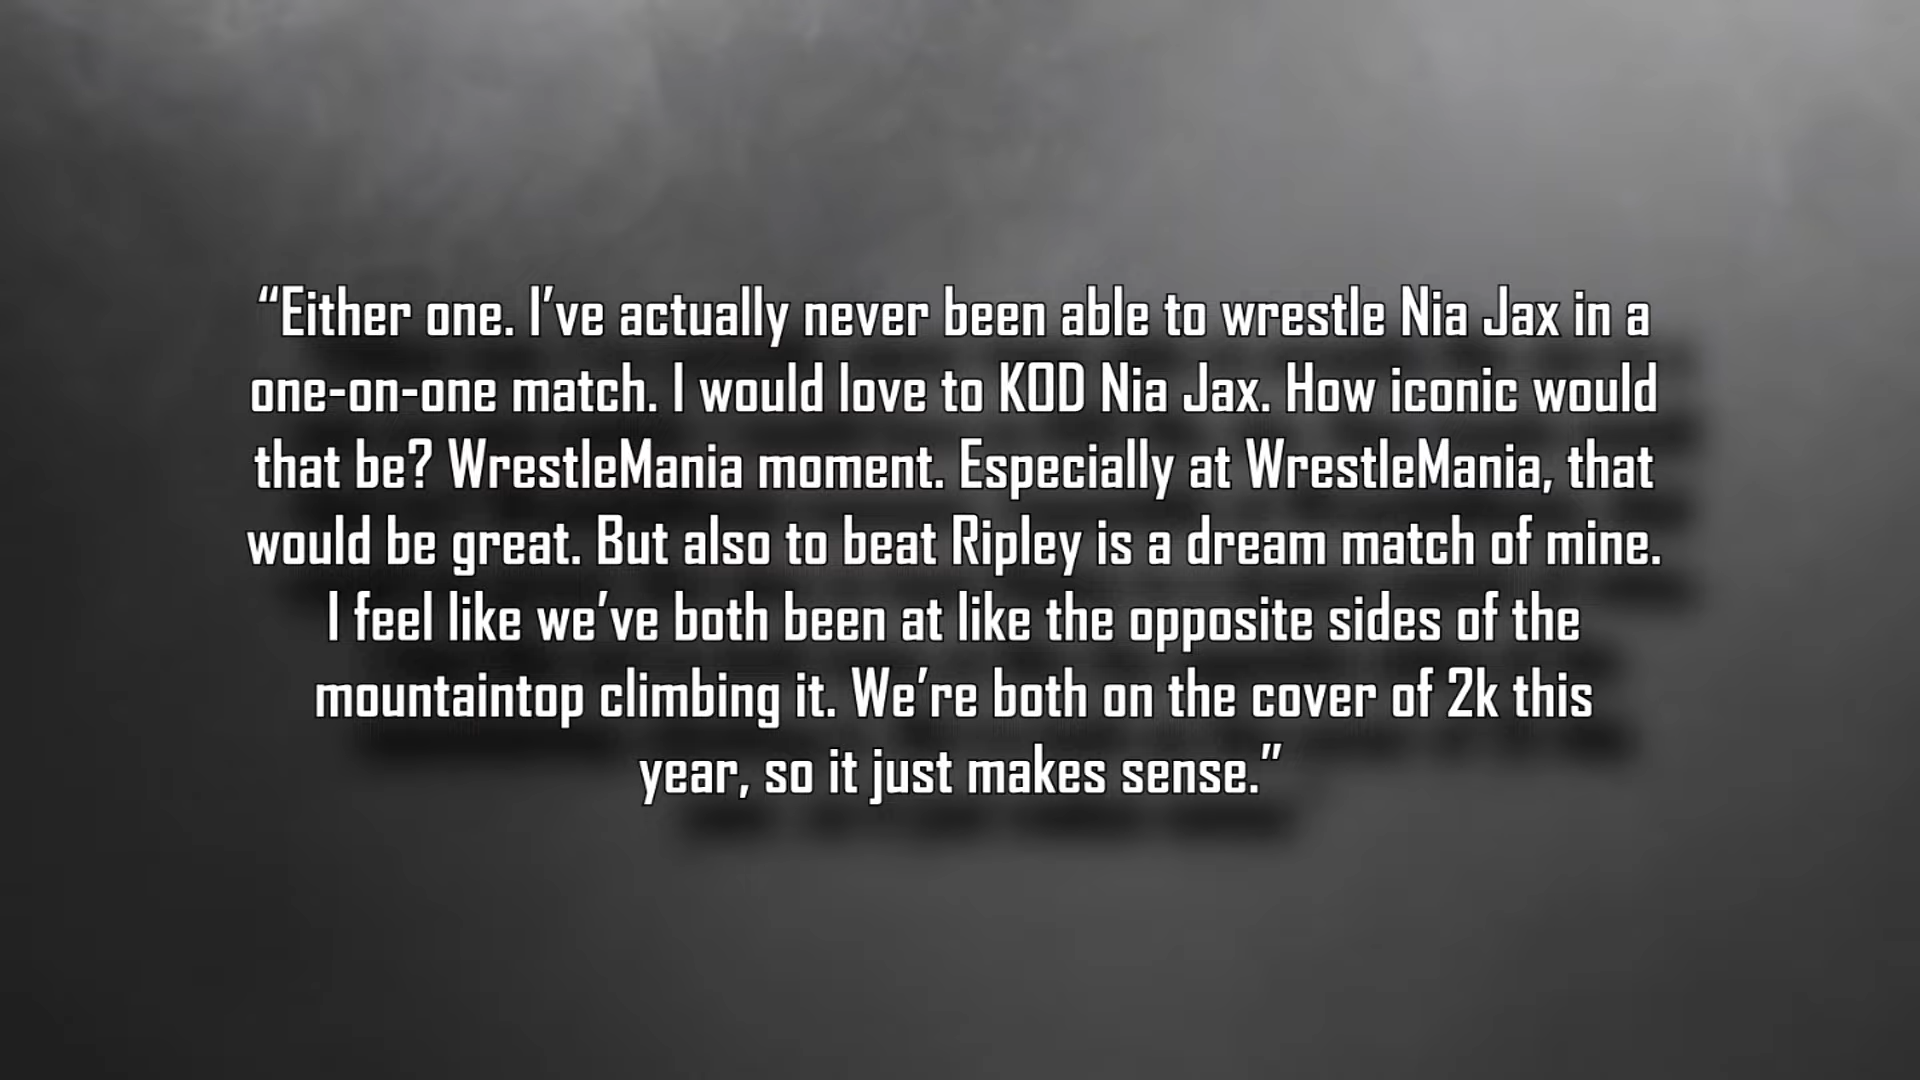 “Either one. I’ve actually never been able to wrestle Nia Jax in a
one-on-one match. I would love to KOD Nia Jax. How iconic would
that be? WrestleMania moment. Especially at WrestleMania, that
would be great. But also to beat Ripley is a dream match of mine.
I feel like we’ve both been at like the opposite sides of the
mountaintop climbing it. We’re both on the cover of 2k this
year, so it just makes sense.”